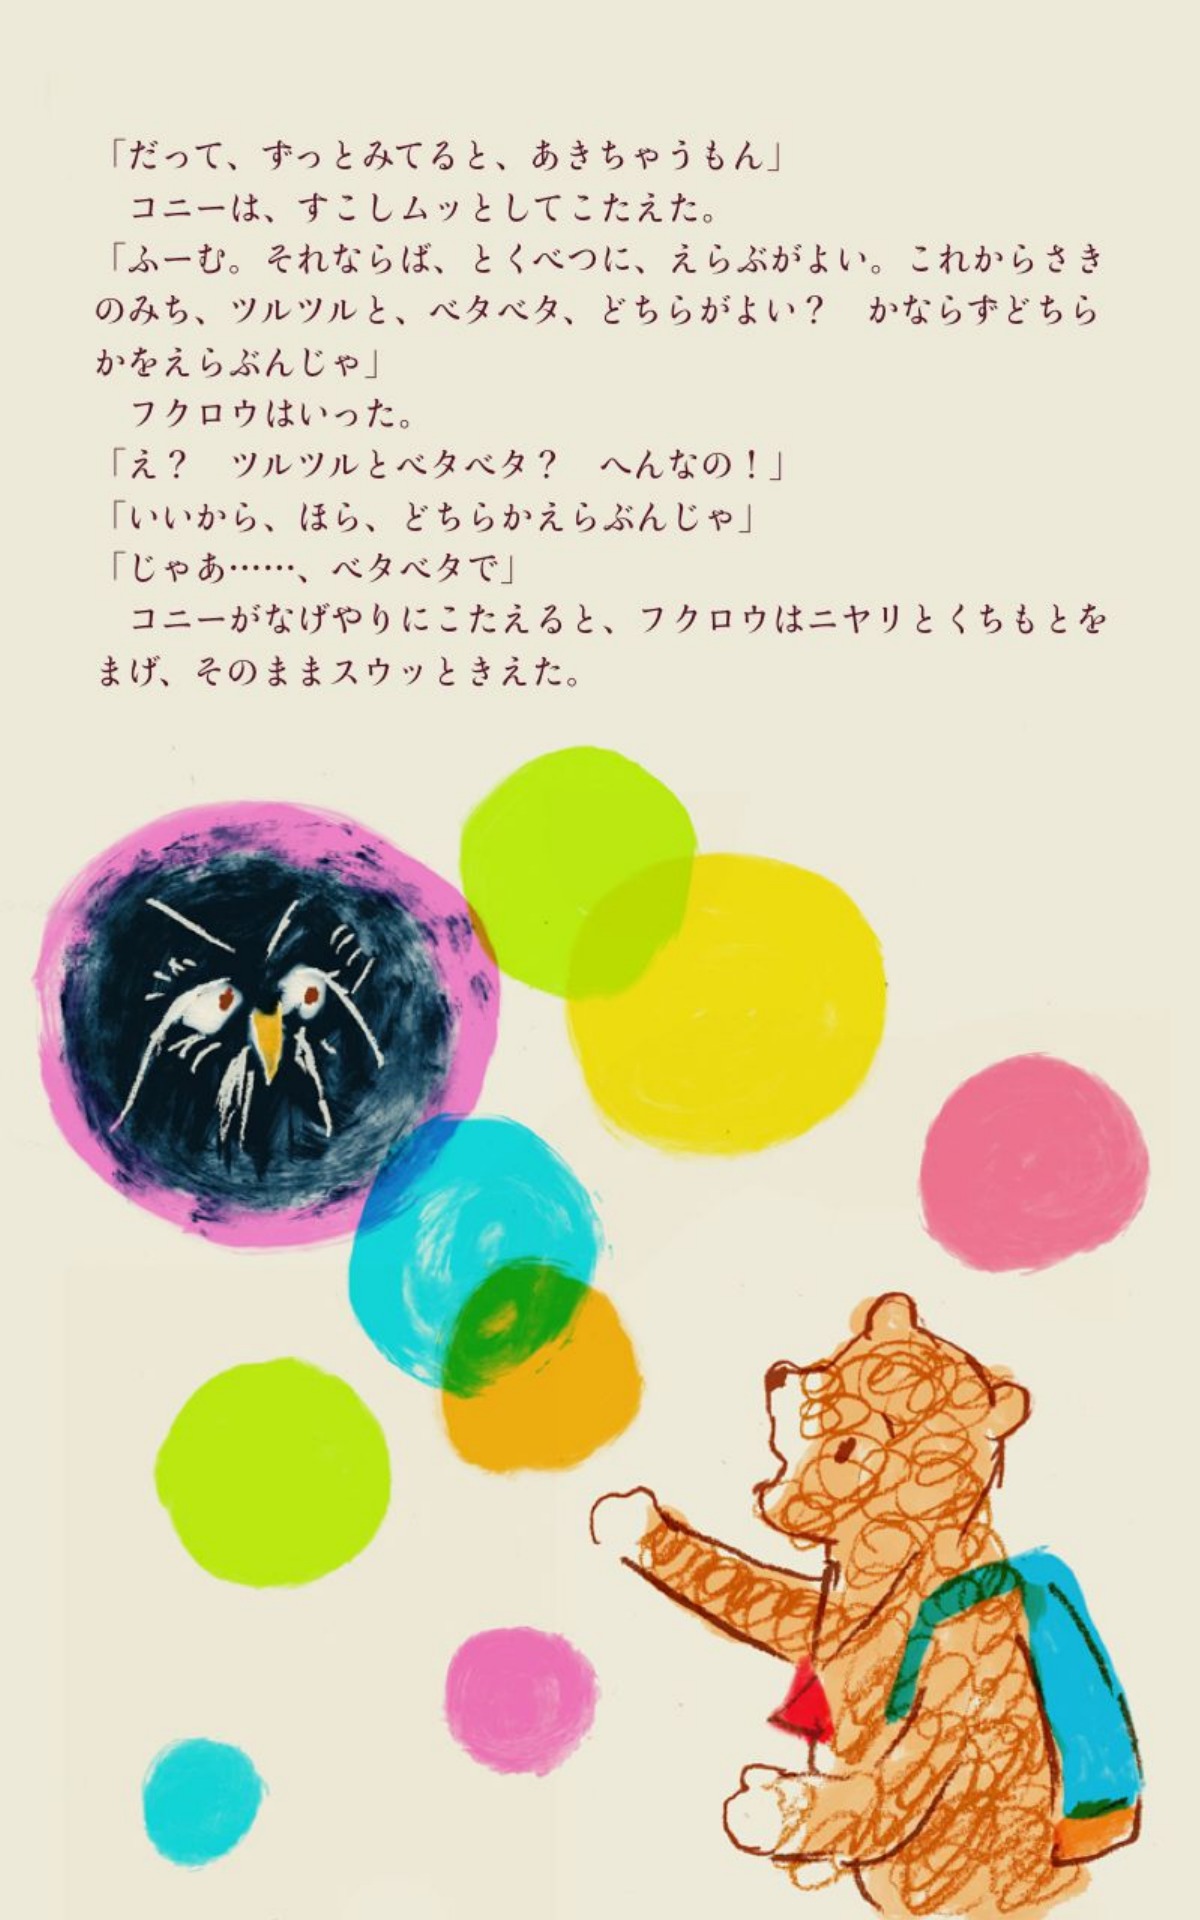 「だって、ずっとみてると、あきちゃうもん」
　コニーは、すこしムッとしてこたえた。
「ふーむ。それならば、とくべつに、えらぶがよい。これからさき
のみち、ツルツルと、ベタベタ、どちらがよい？　かならずどちら
かをえらぶんじゃ」
　フクロウはいった。
「え？　ツルツルとベタベタ？　へんなの！」
「いいから、ほら、どちらかえらぶんじゃ」
「じゃあ……、ベタベタで」
　コニーがなげやりにこたえると、フクロウはニヤリとくちもとを
まげ、そのままスウッときえた。